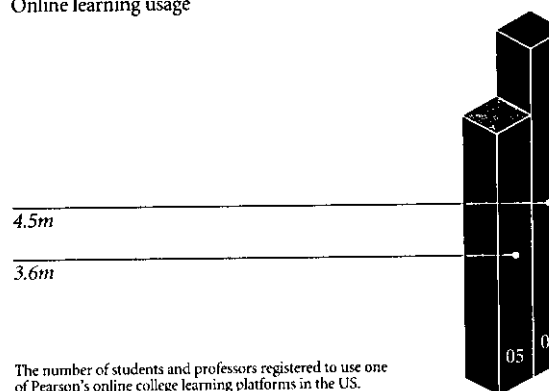 Online learning usage
4.5m
3.6m
05
The number of students and professors registered to use one
of Pearson's online college learning platforms in the US.